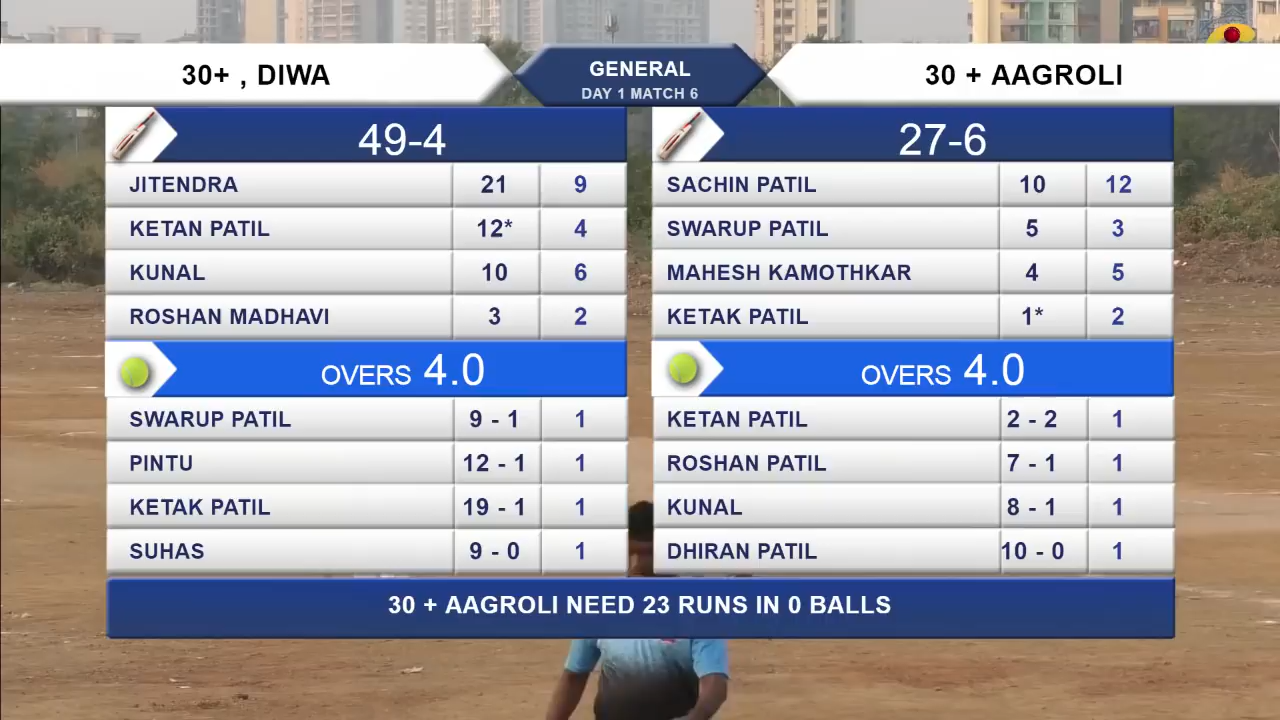 30+ , DIWA
GENERAL
DAY 1 MATCH 6
30 + AAGROLI
49-4
JITENDRA 21 9
KETAN PATIL 12* 4
KUNAL 10 6
ROSHAN MADHAVI 3 2
OVERS 4.0
SWARUP PATIL 9 - 1 1
PINTU 12 - 1 1
KETAK PATIL 19 - 1 1
SUHAS 9 - 0 1
27-6
SACHIN PATIL 10 12
SWARUP PATIL 5 3
MAHESH KAMOTHKAR 4 5
KETAK PATIL 1* 2
OVERS 4.0
KETAN PATIL 2 - 2 1
ROSHAN PATIL 7 - 1 1
KUNAL 8 - 1 1
DHIRAN PATIL 10 - 0 1
30 + AAGROLI NEED 23 RUNS IN 0 BALLS